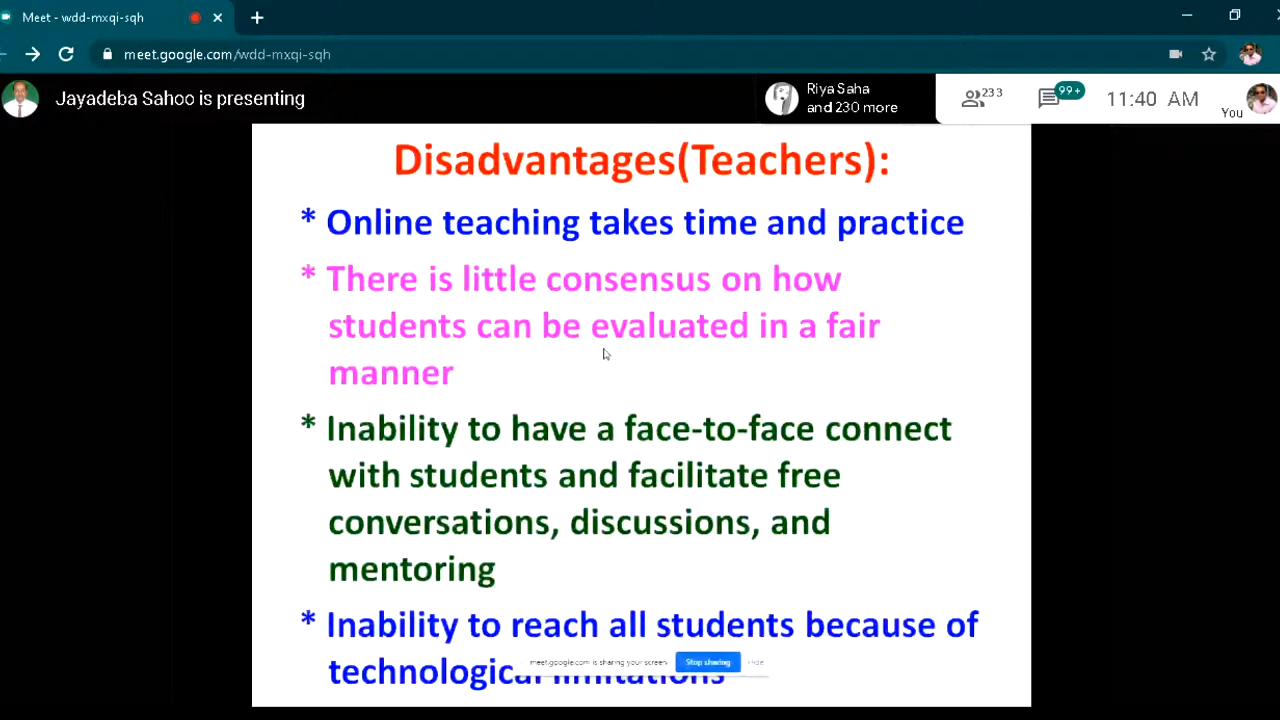 Meet - wdd-mxqi-sqh
meet.google.com/wdd-mxqi-sqh
Jayadeba Sahoo is presenting
Riya Saha
and 230 more
233
99+
11:40 AM
You
Disadvantages(Teachers):
* Online teaching takes time and practice
* There is little consensus on how
students can be evaluated in a fair
manner
* Inability to have a face-to-face connect
with students and facilitate free
conversations, discussions, and
mentoring
* Inability to reach all students because of
technological limitations
meet.google.com is sharing your screen
Stop sharing
Hide